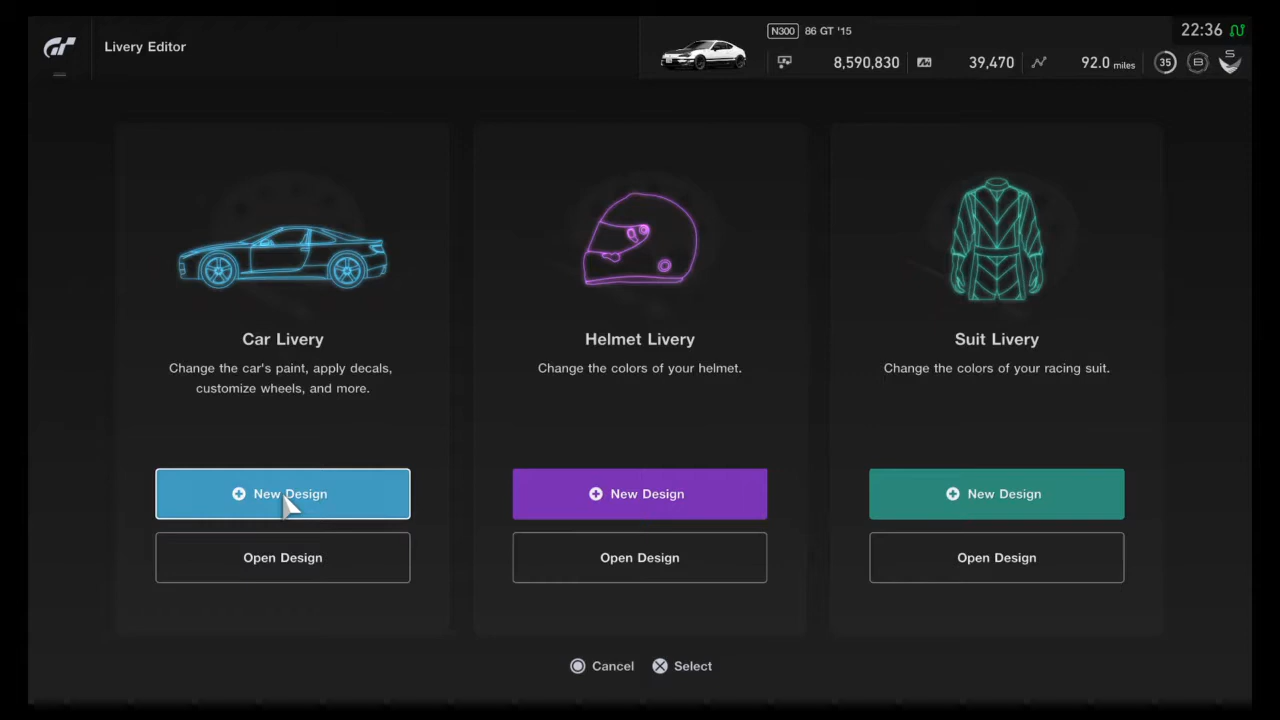 Livery Editor
N300 86 GT '15
8,590,830
39,470
92.0 miles
35
B
S
22:36
Car Livery
Change the car's paint, apply decals,
customize wheels, and more.
New Design
Open Design
Helmet Livery
Change the colors of your helmet.
New Design
Open Design
Suit Livery
Change the colors of your racing suit.
New Design
Open Design
Cancel
Select